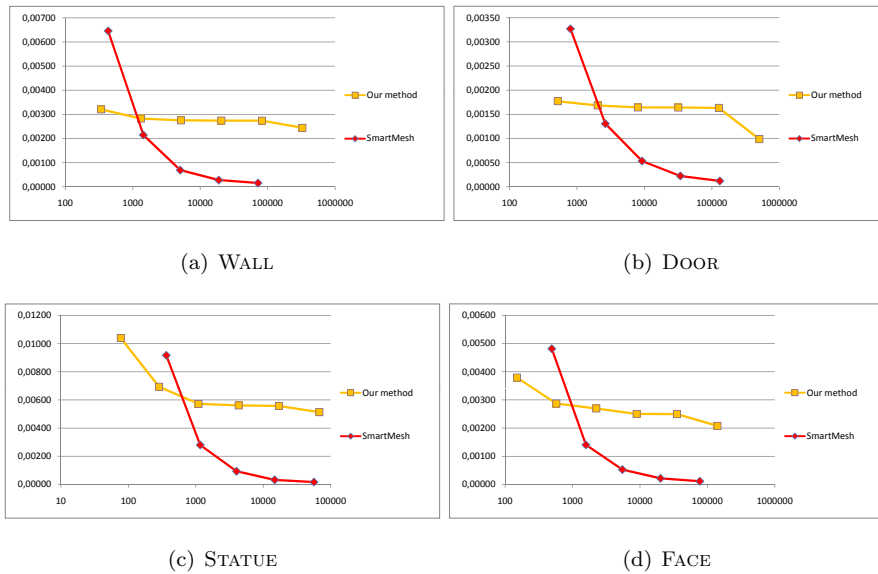 0,00700
0,00600
0,00500
0,00400
0,00300
0,00200
0,00100
0,00000
100 1000 10000 100000 1000000
Our method
SmartMesh
(a) WALL
0,00350
0,00300
0,00250
0,00200
0,00150
0,00100
0,00050
0,00000
100 1000 10000 100000 1000000
Our method
SmartMesh
(b) DOOR
0,01200
0,01000
0,00800
0,00600
0,00400
0,00200
0,00000
10 100 1000 10000 100000
Our method
SmartMesh
(c) STATUE
0,00600
0,00500
0,00400
0,00300
0,00200
0,00100
0,00000
100 1000 10000 100000 1000000
Our method
SmartMesh
(d) FACE